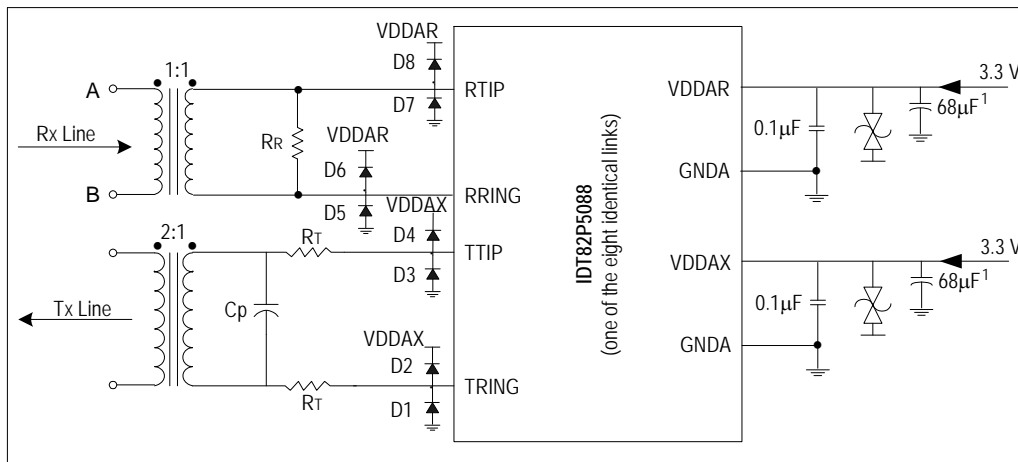 VDDAR
D8
D7
1:1
A
Rx Line
B
RR
VDDAR
D6
D5
RTIP
RRING
2:1
Tx Line
Cp
RT
RT
VDDAX
D4
D3
TTIP
VDDAX
D2
D1
TRING
IDT82P5088
(one of the eight identical links)
VDDAR
0.1μF
68μF1
3.3 V
GNDA
VDDAX
0.1μF
68μF1
3.3 V
GNDA